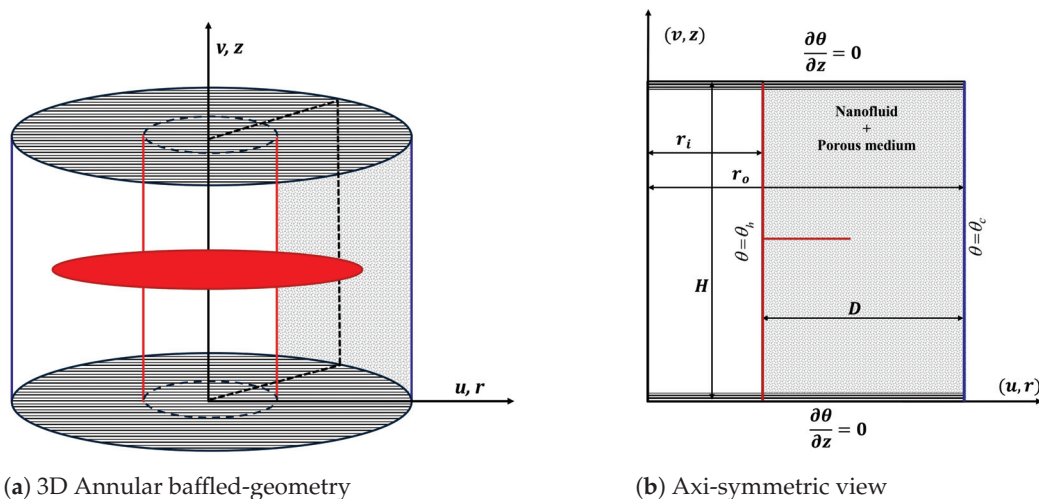 v, z
u, r
(a) 3D Annular baffled-geometry
(v, z)
∂θ/∂z = 0
Nanofluid
+
Porous medium
r_i
r_o
θ = θ_h
θ = θ_c
H
D
(u, r)
∂θ/∂z = 0
(b) Axi-symmetric view